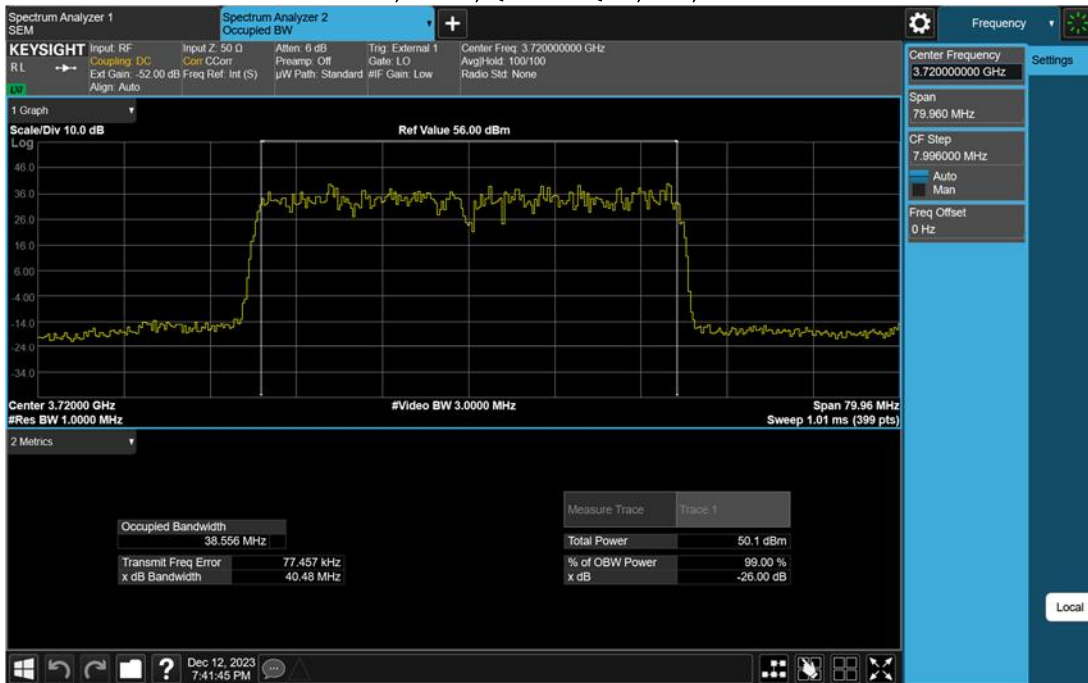 Spectrum Analyzer 1
SEM
Spectrum Analyzer 2
Occupied BW
Frequency
KEYSIGHT
RL
Input: RF
Coupling: DC
Ext Gain: -52.00 dB
Align: Auto
Input Z: 50 Ω
Corr CCorr
Freq Ref: Int (S)
Atten: 6 dB
Preamp: Off
µW Path: Standard
Trig: External 1
Gate: LO
#IF Gain: Low
Center Freq: 3.720000000 GHz
Avg|Hold: 100/100
Radio Std: None
Center Frequency
3.720000000 GHz
Settings
Span
79.960 MHz
CF Step
7.996000 MHz
Auto
Man
Freq Offset
0 Hz
1 Graph
Scale/Div 10.0 dB
Ref Value 56.00 dBm
Log
46.0
36.0
26.0
16.0
6.00
-4.00
-14.0
-24.0
-34.0
Center 3.72000 GHz
#Video BW 3.0000 MHz
Span 79.96 MHz
#Res BW 1.0000 MHz
Sweep 1.01 ms (399 pts)
2 Metrics
Measure Trace
Trace 1
Occupied Bandwidth
38.556 MHz
Total Power 50.1 dBm
Transmit Freq Error 77.457 kHz
% of OBW Power 99.00 %
x dB Bandwidth 40.48 MHz
x dB -26.00 dB
Local
Dec 12, 2023
7:41:45 PM